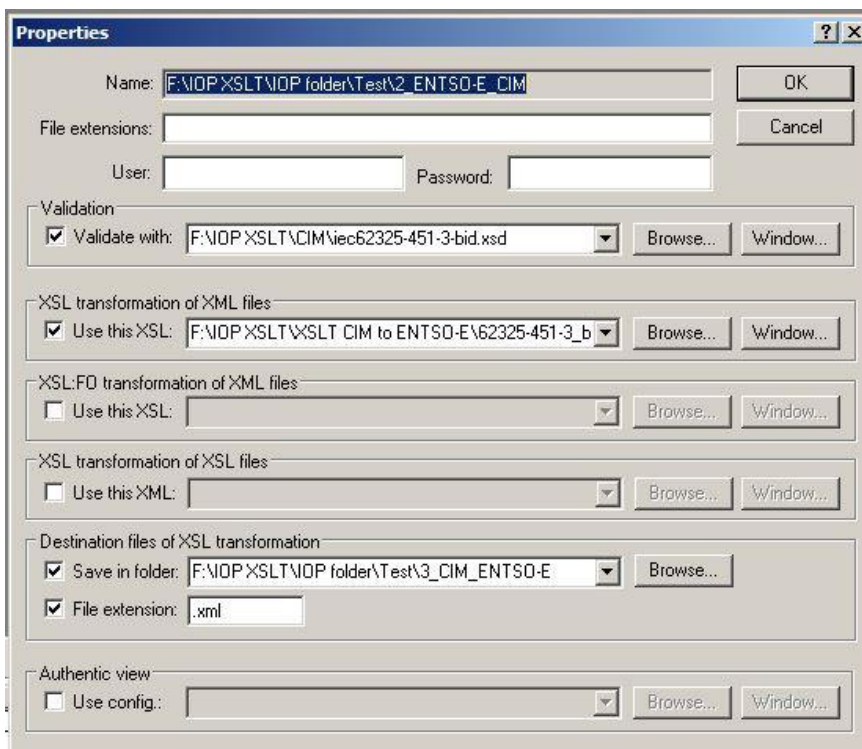 Properties
Name: F:\IOP XSLT\IOP folder\Test\2_ENTSO-E_CIM OK
File extensions: Cancel
User: Password:
Validation
Validate with: F:\IOP XSLT\CIM\iec62325-451-3-bid.xsd Browse... Window...
XSL transformation of XML files
Use this XSL: F:\IOP XSLT\XSLT CIM to ENTSO-E\62325-451-3_b Browse... Window...
XSL:FO transformation of XML files
Use this XSL: Browse... Window...
XSL transformation of XSL files
Use this XML: Browse... Window...
Destination files of XSL transformation
Save in folder: F:\IOP XSLT\IOP folder\Test\3_CIM_ENTSO-E Browse...
File extension: .xml
Authentic view
Use config.: Browse... Window...